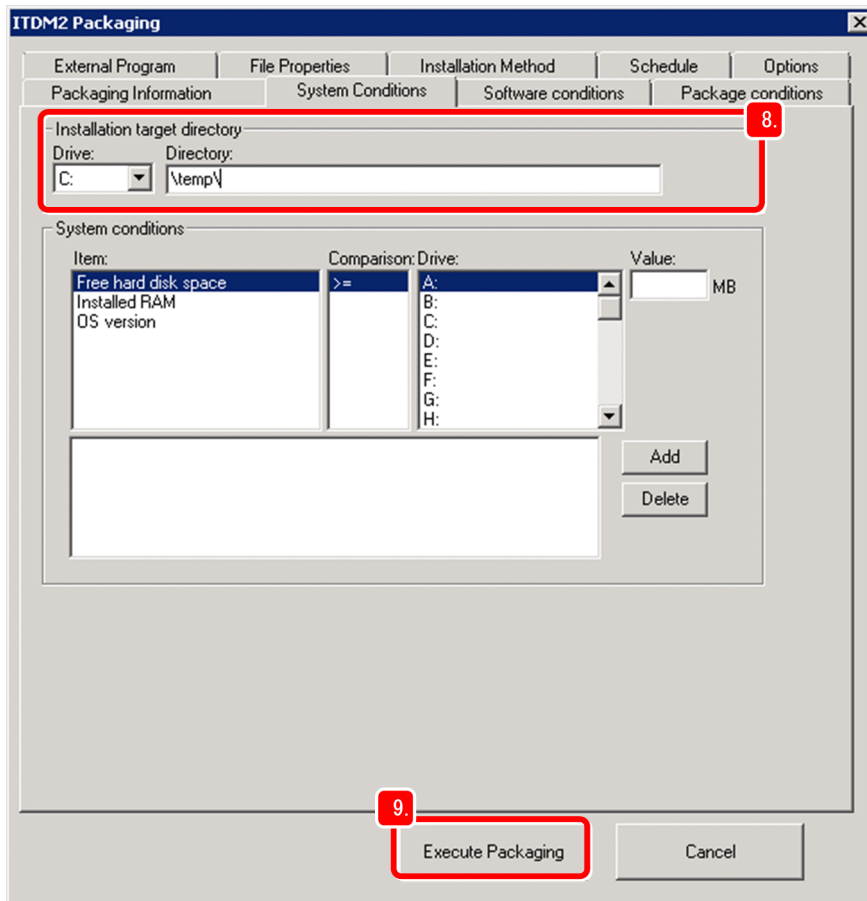 ITDM2 Packaging
External Program File Properties Installation Method Schedule Options
Packaging Information System Conditions Software conditions Package conditions
8.
Installation target directory
Drive: Directory:
C: \temp\
System conditions
Item: Comparison: Drive: Value:
Free hard disk space >= A: MB
Installed RAM B:
OS version C:
D:
E:
F:
G:
H:
Add
Delete
9.
Execute Packaging Cancel